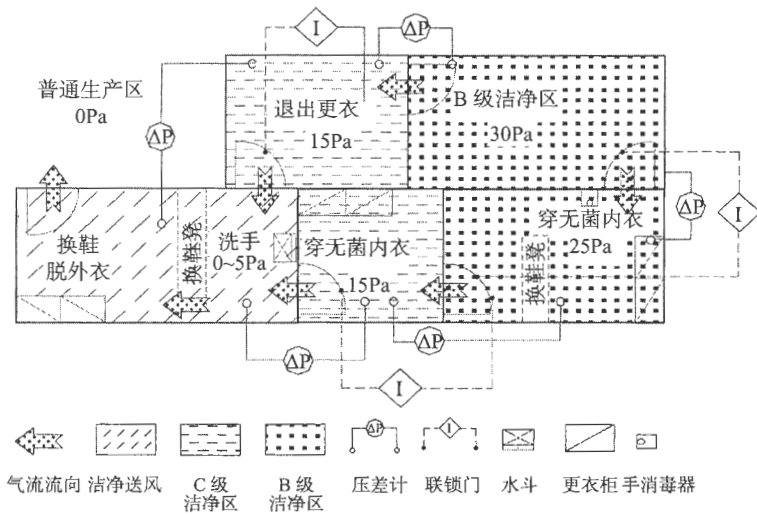 I
ΔP
普通生产区
0Pa
ΔP
退出更衣
15Pa
B 级洁净区
30Pa
ΔP
I
换鞋
脱外衣
换鞋凳
洗手
0~5Pa
穿无菌内衣
15Pa
穿无菌内衣
25Pa
换鞋凳
ΔP
ΔP
I
ΔP
I
气流流向
洁净送风
C 级
洁净区
B 级
洁净区
压差计
联锁门
水斗
更衣柜
手消毒器